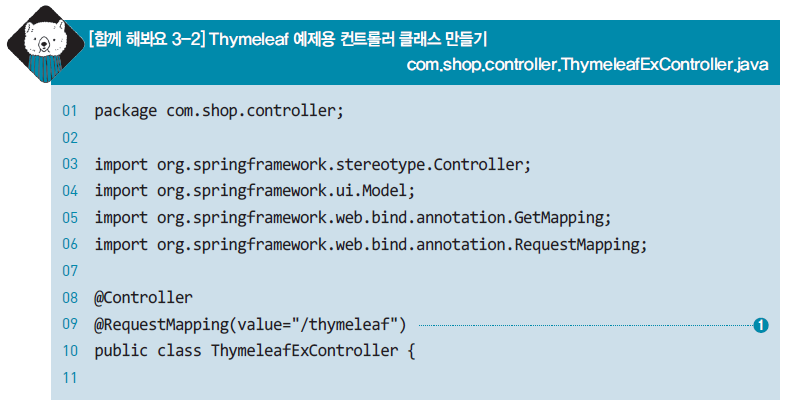 [함께 해봐요 3-2] Thymeleaf 예제용 컨트롤러 클래스 만들기
com.shop.controller.ThymeleafExController.java
01 package com.shop.controller;
02
03 import org.springframework.stereotype.Controller;
04 import org.springframework.ui.Model;
05 import org.springframework.web.bind.annotation.GetMapping;
06 import org.springframework.web.bind.annotation.RequestMapping;
07
08 @Controller
09 @RequestMapping(value="/thymeleaf") ❶
10 public class ThymeleafExController {
11